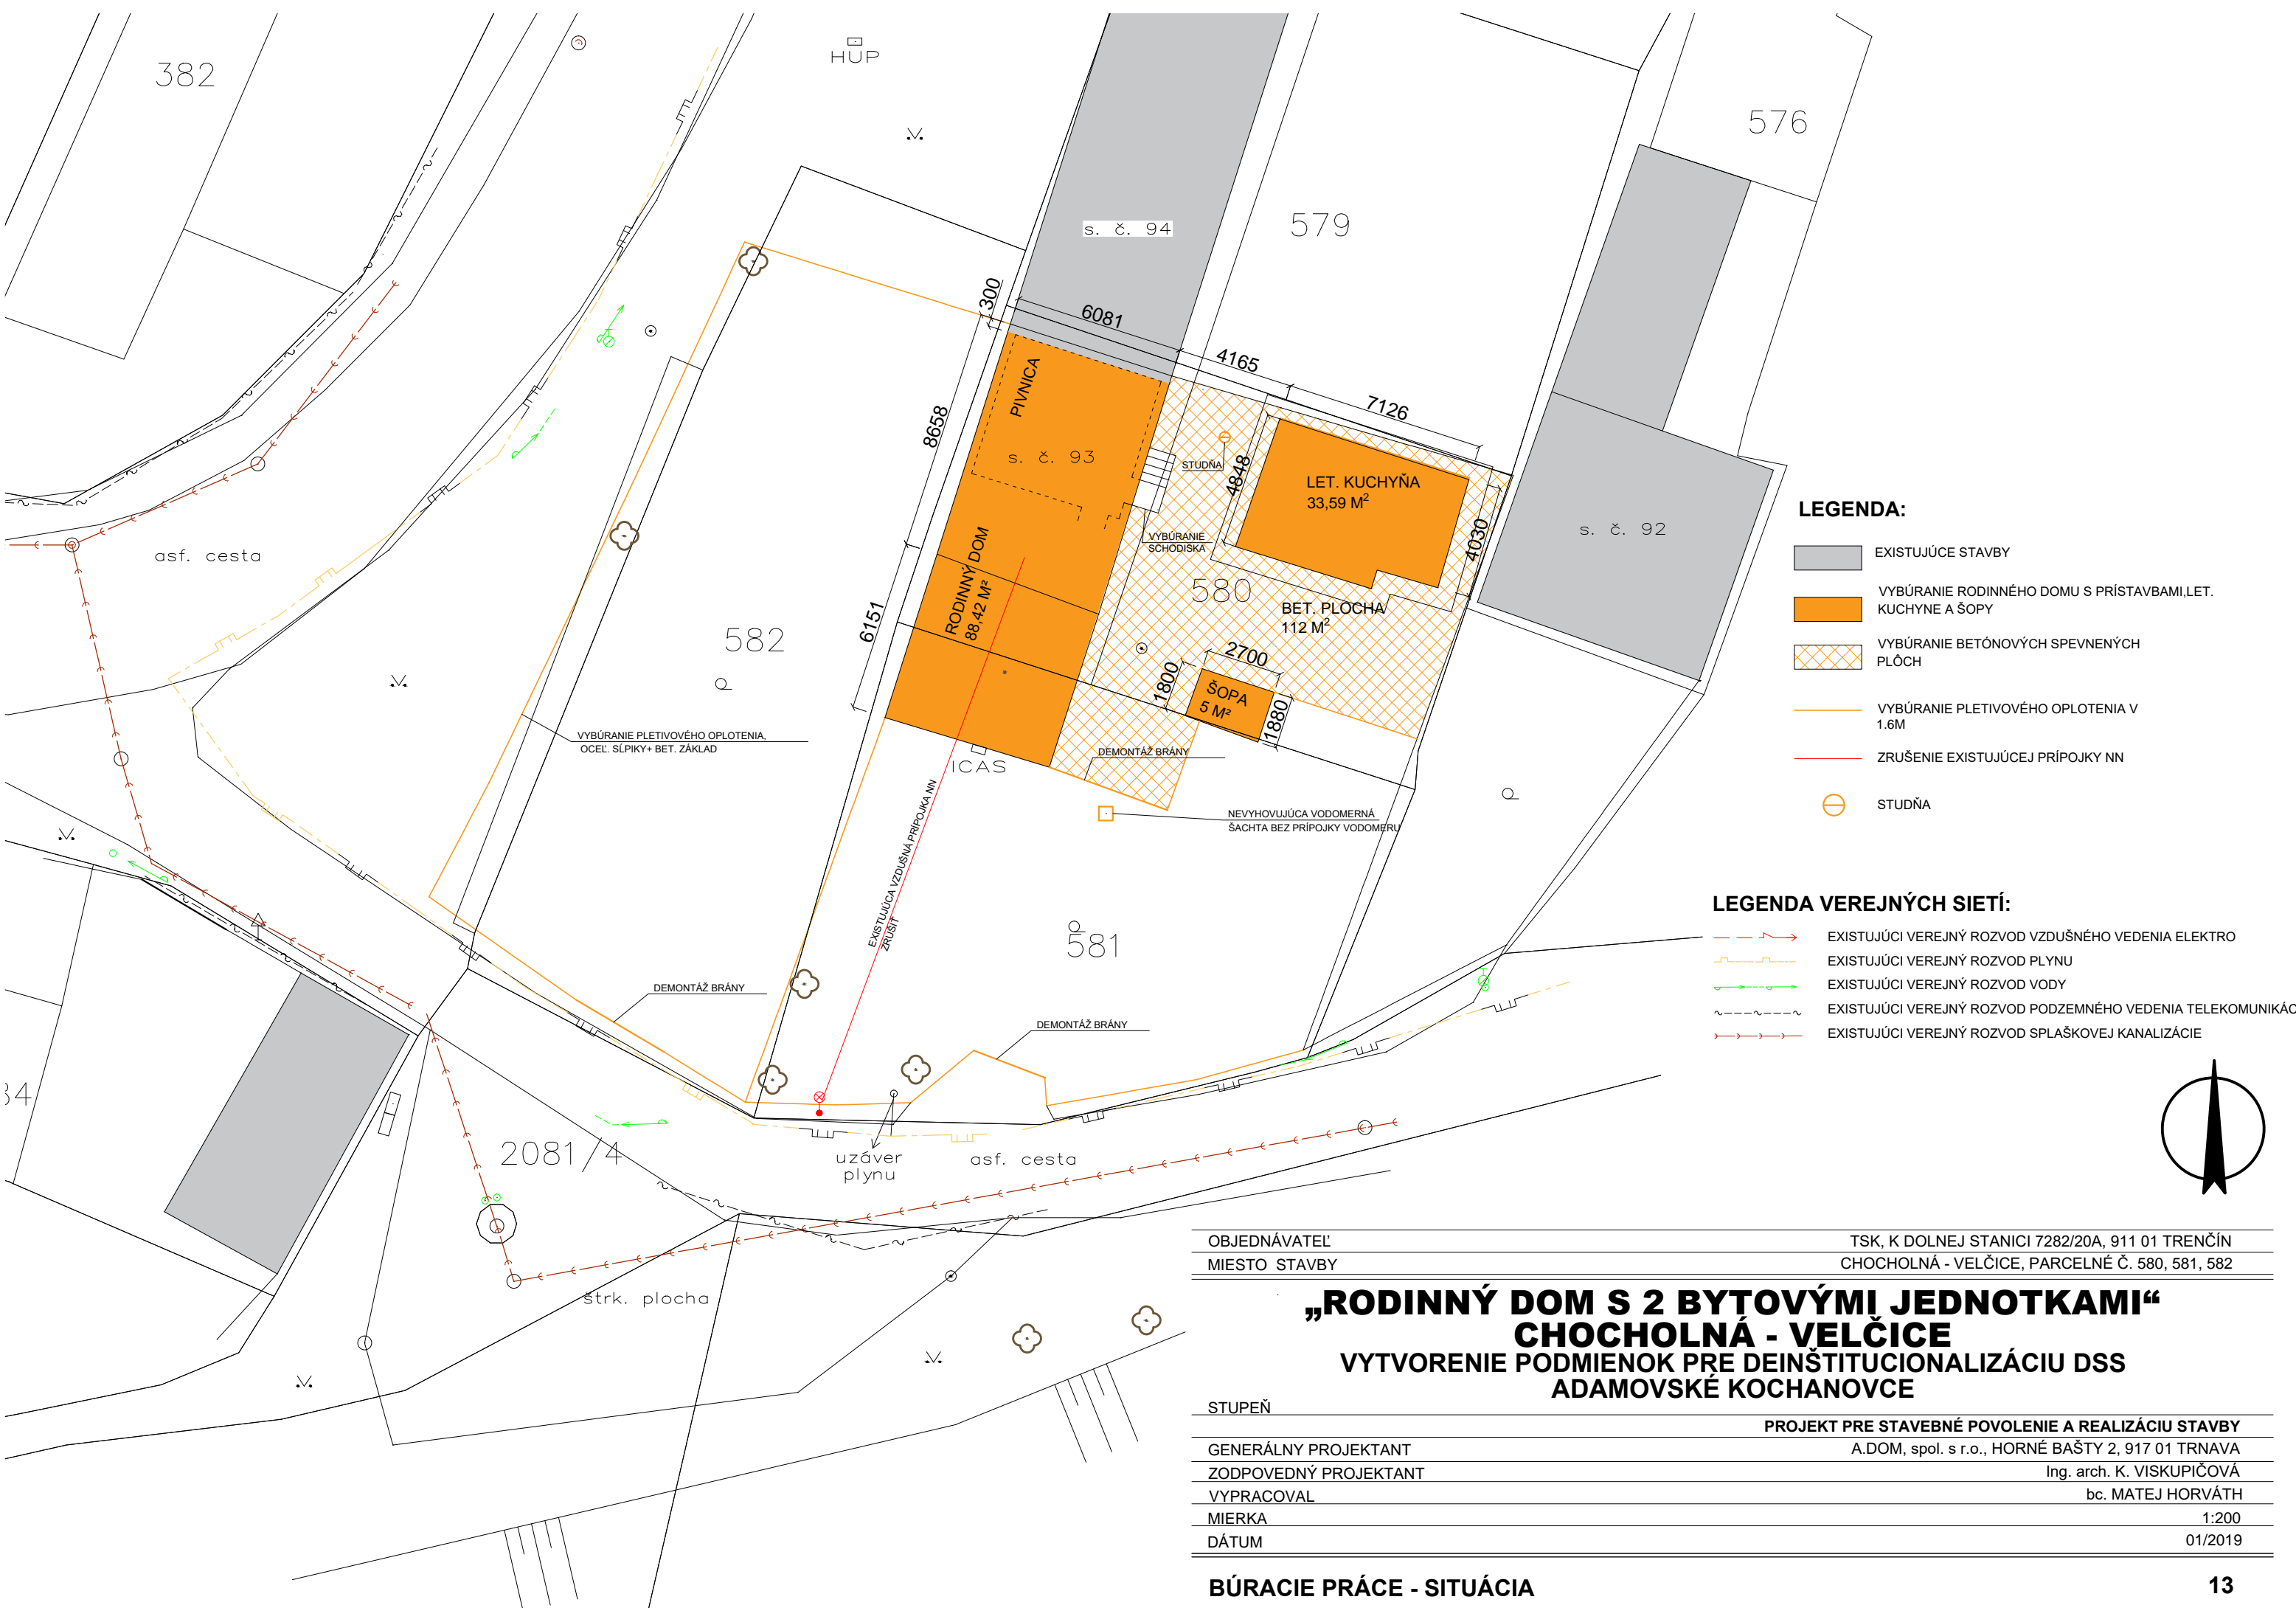 382
HUP
576
579
s. č. 94
300
6081
4165
7126
8658
PIVNICA
s. č. 93
STUDŇA
4848
LET. KUCHYŇA
33,59 M²
4030
s. č. 92
VYBÚRANIE
SCHODISKA
asf. cesta
580
RODINNÝ DOM
88,42 M²
BET. PLOCHA
112 M²
6151
582
2700
1800
ŠOPA
5 M²
1880
VYBÚRANIE PLETIVOVÉHO OPLOTENIA,
OCEĽ. SĹPIKY+ BET. ZÁKLAD
ICAS
DEMONTÁŽ BRÁNY
NEVYHOVUJÚCA VODOMERNÁ
ŠACHTA BEZ PRÍPOJKY VODOMERU
EXISTUJÚCA VZDUŠNÁ PRÍPOJKA NN
ZRUŠIŤ
581
DEMONTÁŽ BRÁNY
DEMONTÁŽ BRÁNY
34
2081/4
uzáver
plynu
asf. cesta
štrk. plocha
LEGENDA:
EXISTUJÚCE STAVBY
VYBÚRANIE RODINNÉHO DOMU S PRÍSTAVBAMI,LET.
KUCHYNE A ŠOPY
VYBÚRANIE BETÓNOVÝCH SPEVNENÝCH
PLÔCH
VYBÚRANIE PLETIVOVÉHO OPLOTENIA V
1.6M
ZRUŠENIE EXISTUJÚCEJ PRÍPOJKY NN
STUDŇA
LEGENDA VEREJNÝCH SIETÍ:
EXISTUJÚCI VEREJNÝ ROZVOD VZDUŠNÉHO VEDENIA ELEKTRO
EXISTUJÚCI VEREJNÝ ROZVOD PLYNU
EXISTUJÚCI VEREJNÝ ROZVOD VODY
EXISTUJÚCI VEREJNÝ ROZVOD PODZEMNÉHO VEDENIA TELEKOMUNIKÁC
EXISTUJÚCI VEREJNÝ ROZVOD SPLAŠKOVEJ KANALIZÁCIE
OBJEDNÁVATEĽ TSK, K DOLNEJ STANICI 7282/20A, 911 01 TRENČÍN
MIESTO STAVBY CHOCHOLNÁ - VELČICE, PARCELNÉ Č. 580, 581, 582
„RODINNÝ DOM S 2 BYTOVÝMI JEDNOTKAMI“
CHOCHOLNÁ - VELČICE
VYTVORENIE PODMIENOK PRE DEINŠTITUCIONALIZÁCIU DSS
ADAMOVSKÉ KOCHANOVCE
STUPEŇ
PROJEKT PRE STAVEBNÉ POVOLENIE A REALIZÁCIU STAVBY
GENERÁLNY PROJEKTANT A.DOM, spol. s r.o., HORNÉ BAŠTY 2, 917 01 TRNAVA
ZODPOVEDNÝ PROJEKTANT Ing. arch. K. VISKUPIČOVÁ
VYPRACOVAL bc. MATEJ HORVÁTH
MIERKA 1:200
DÁTUM 01/2019
BÚRACIE PRÁCE - SITUÁCIA 13